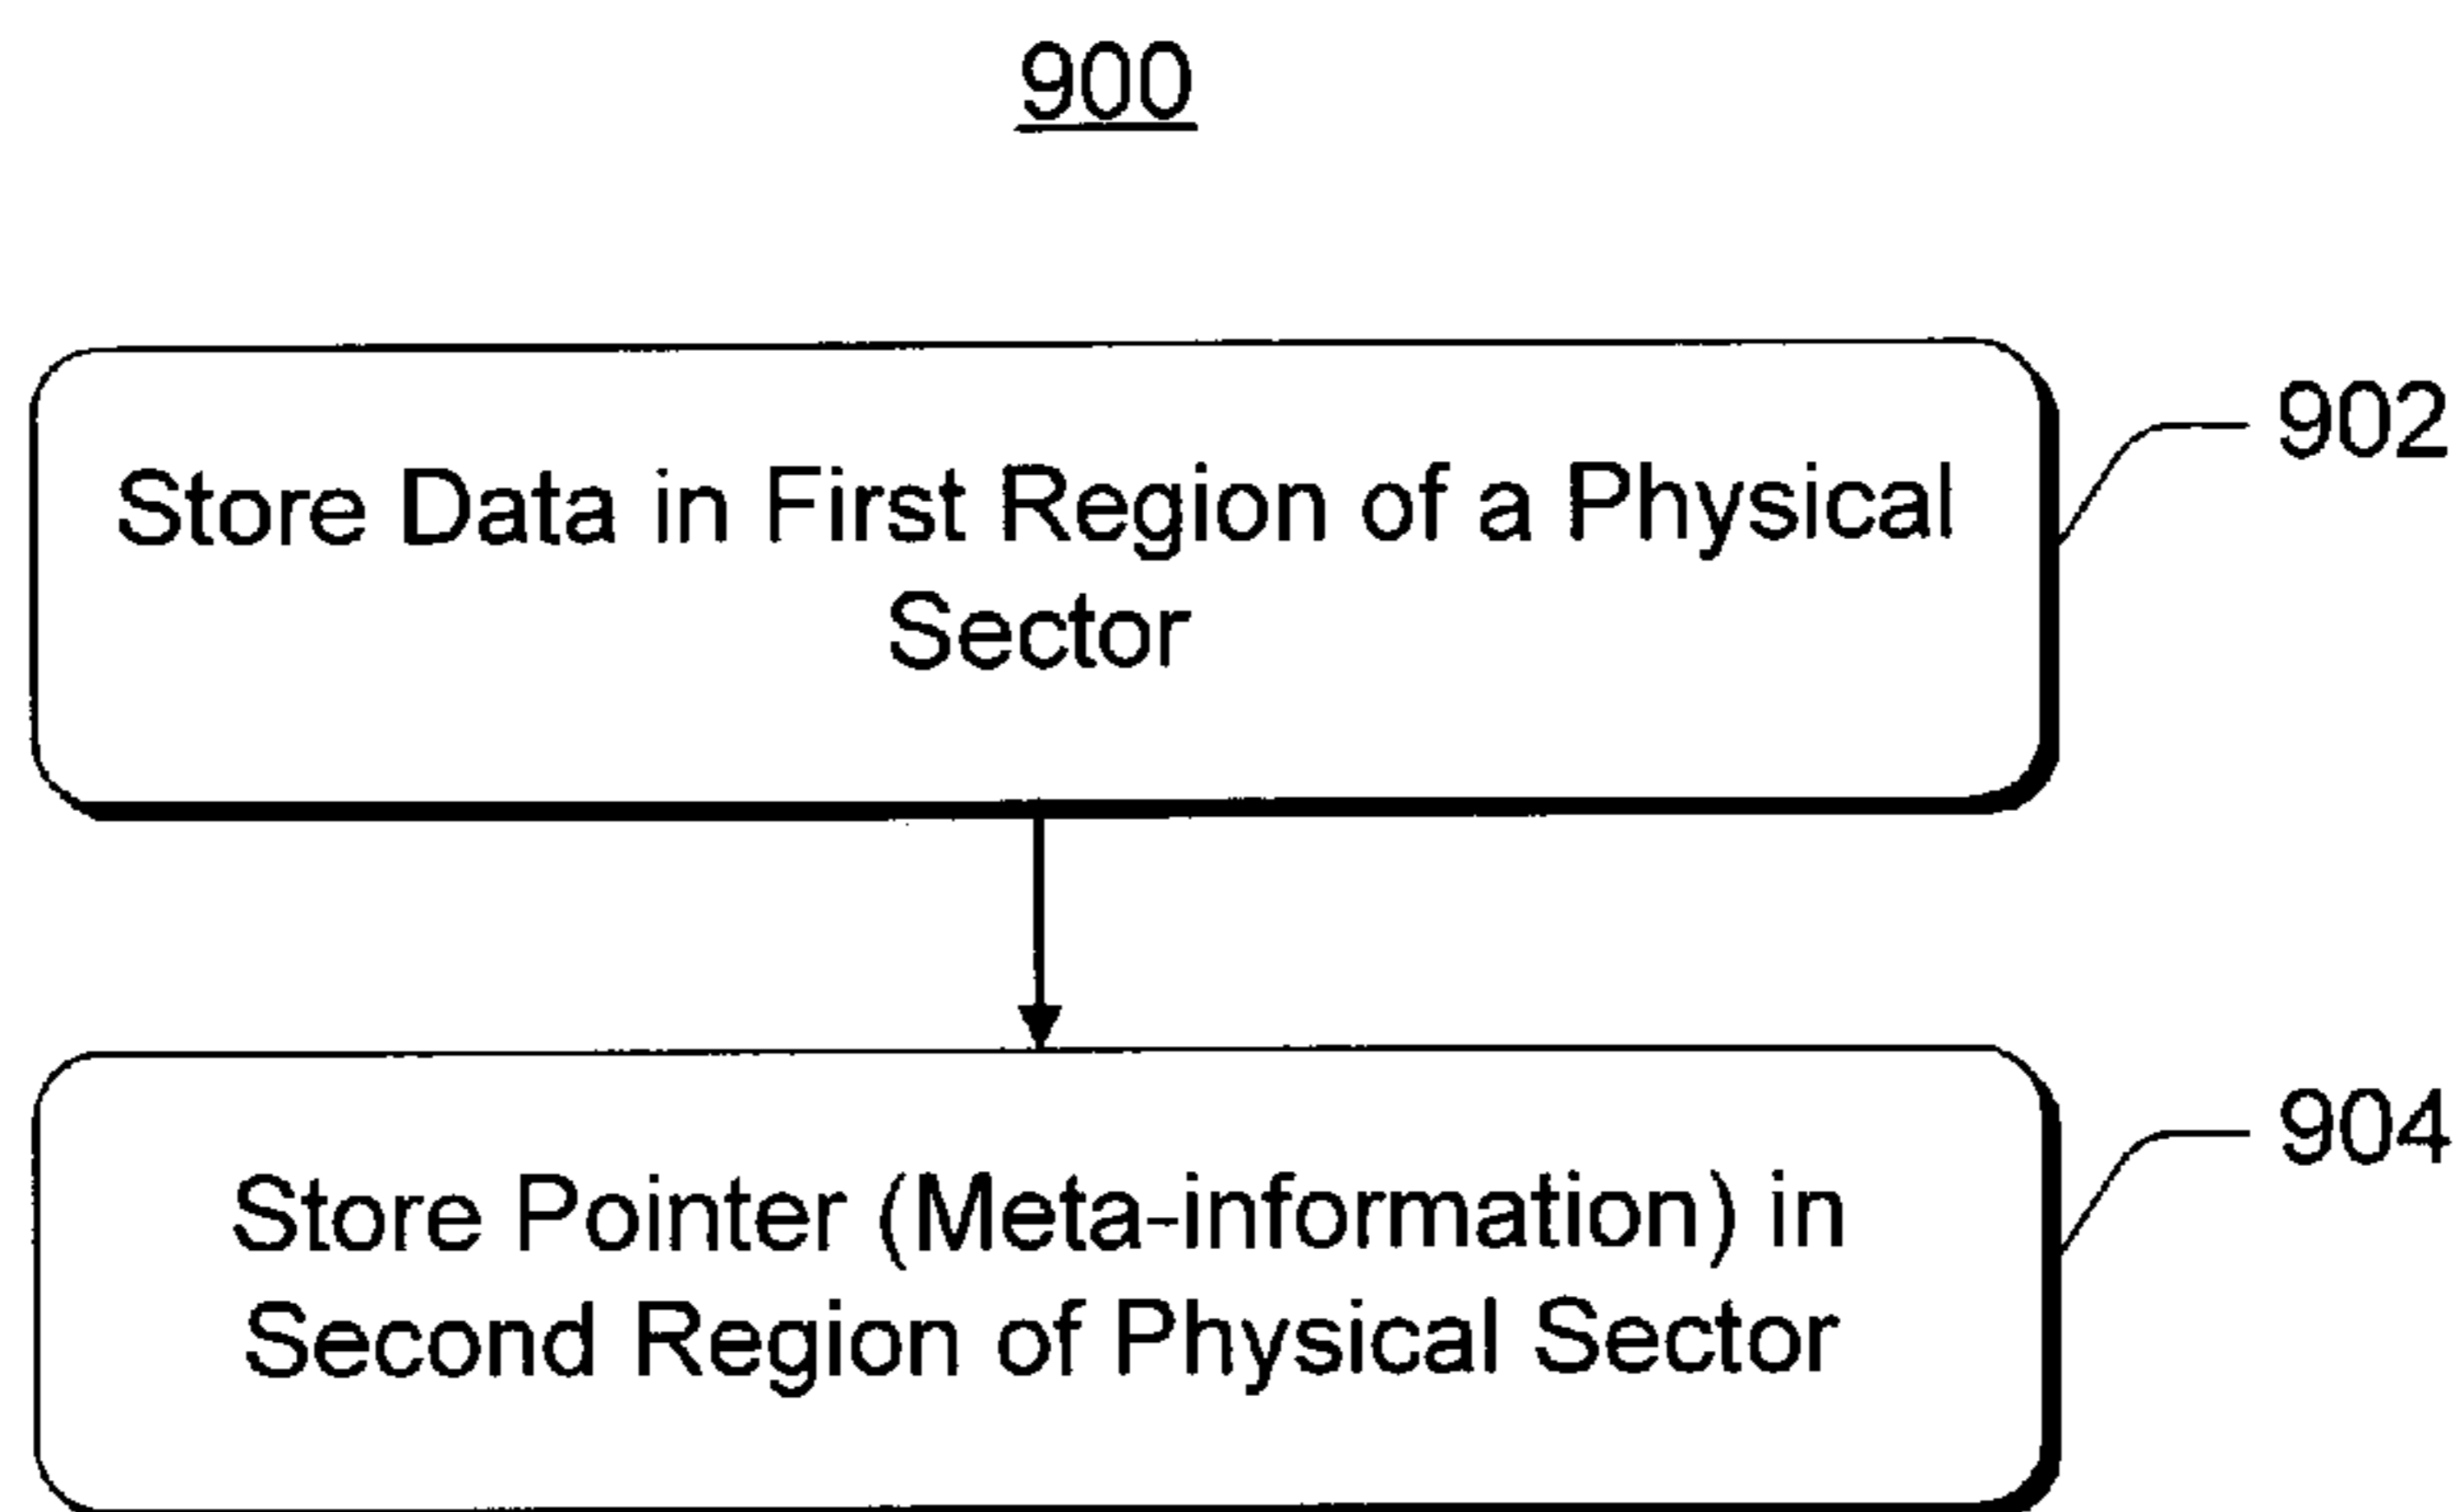 900
Store Data in First Region of a Physical
Sector
902
Store Pointer (Meta-information) in
Second Region of Physical Sector
904